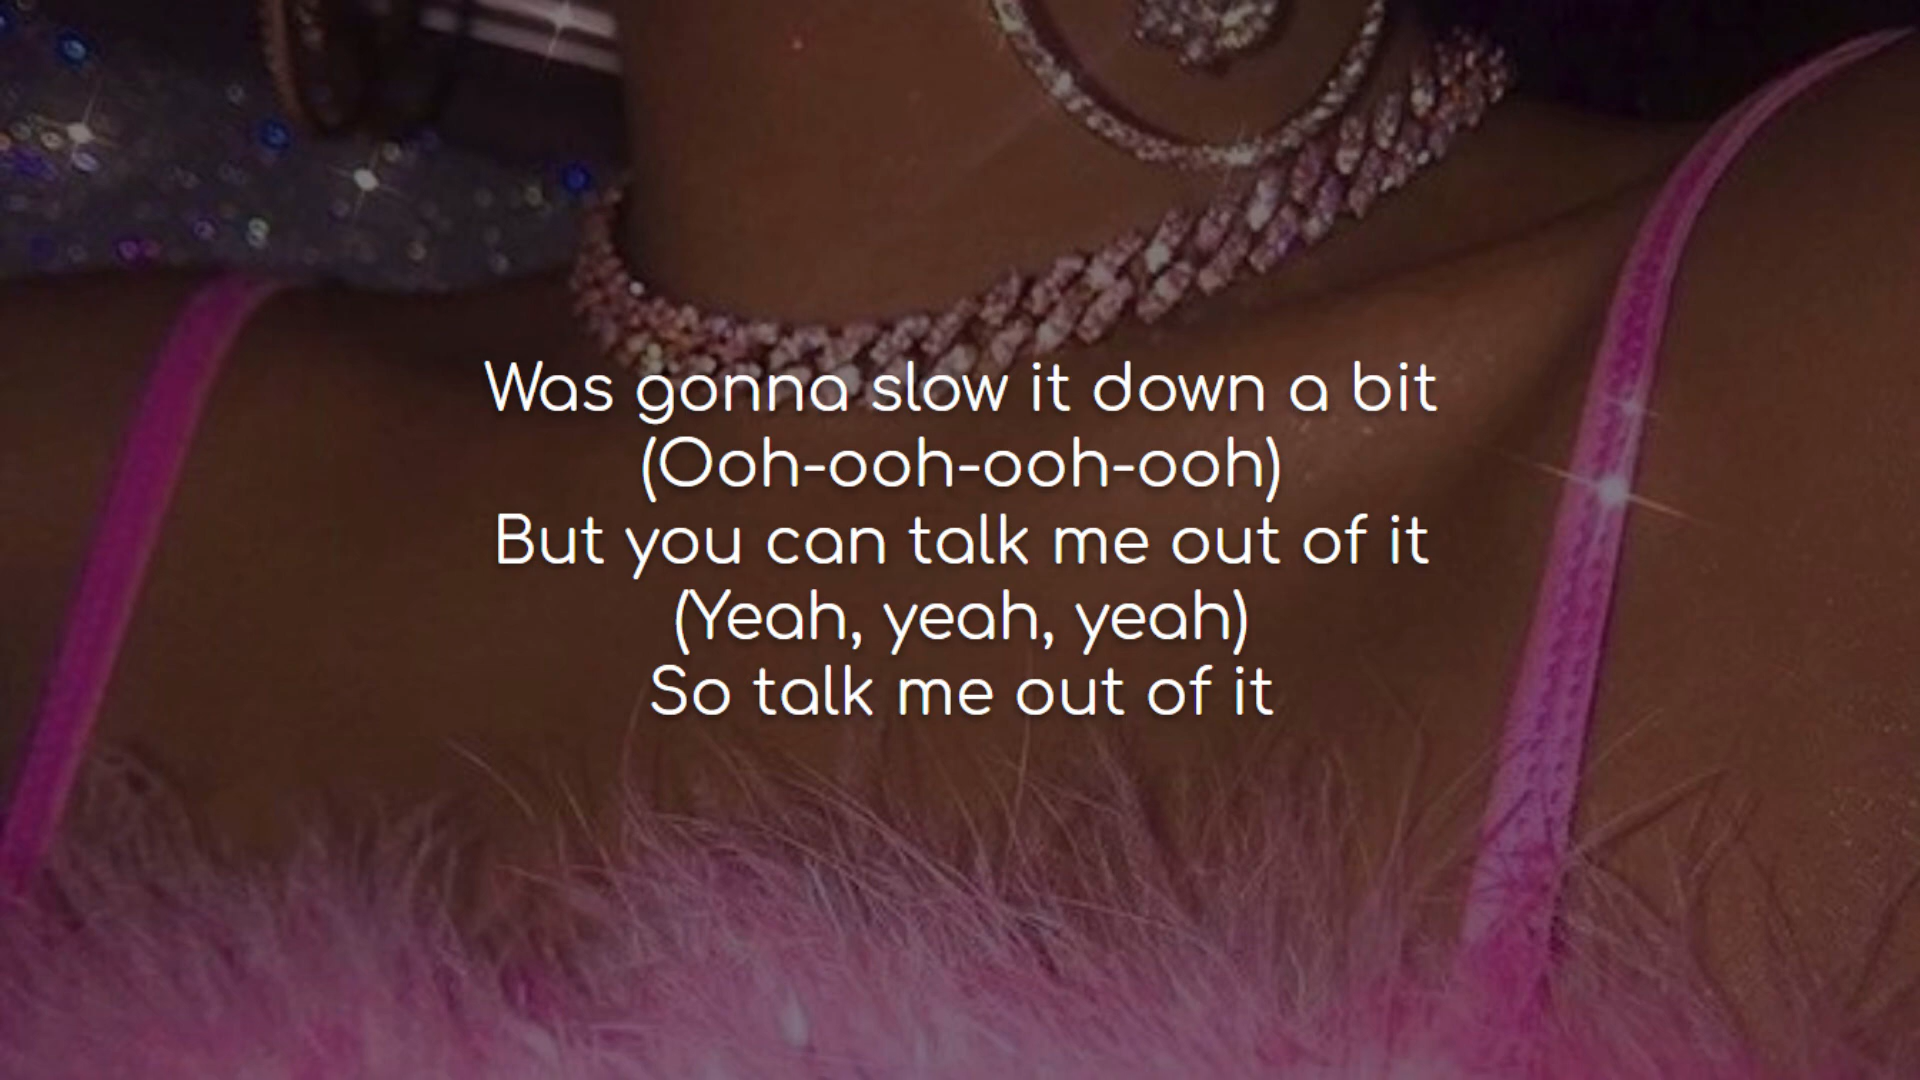 Was gonna slow it down a bit
(Ooh-ooh-ooh-ooh)
But you can talk me out of it
(Yeah, yeah, yeah)
So talk me out of it